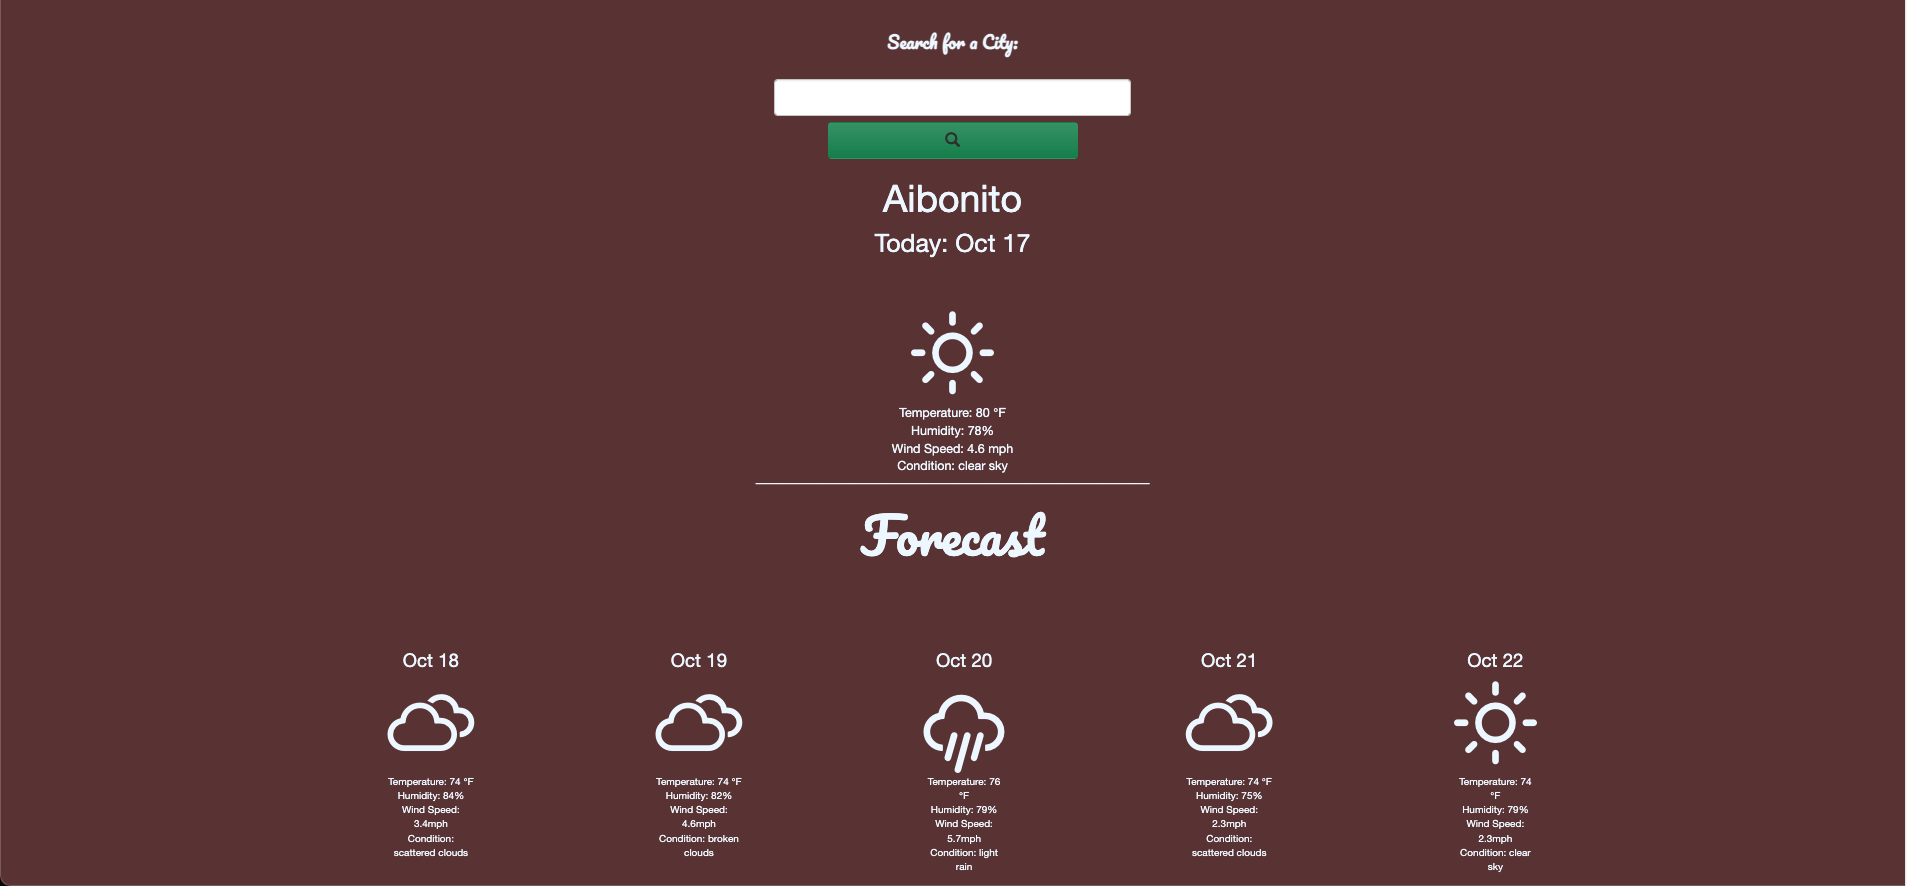 Search for a City:
Aibonito
Today: Oct 17
Temperature: 80 °F
Humidity: 78%
Wind Speed: 4.6 mph
Condition: clear sky
Forecast
Oct 18
Temperature: 74 °F
Humidity: 84%
Wind Speed:
3.4mph
Condition:
scattered clouds
Oct 19
Temperature: 74 °F
Humidity: 82%
Wind Speed:
4.6mph
Condition: broken
clouds
Oct 20
Temperature: 76
°F
Humidity: 79%
Wind Speed:
5.7mph
Condition: light
rain
Oct 21
Temperature: 74 °F
Humidity: 75%
Wind Speed:
2.3mph
Condition:
scattered clouds
Oct 22
Temperature: 74
°F
Humidity: 79%
Wind Speed:
2.3mph
Condition: clear
sky